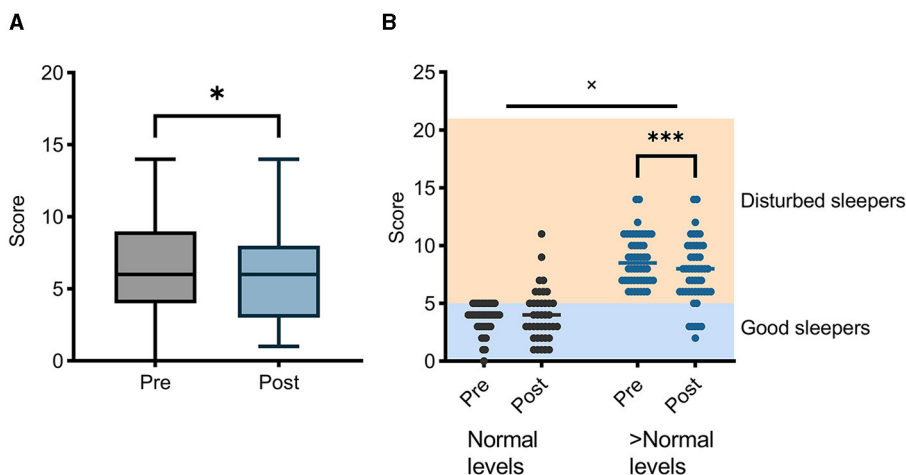 A
Score
20
15
10
5
0
*
Pre
Post
B
Score
25
20
15
10
5
0
×
***
Disturbed sleepers
Good sleepers
Pre
Post
Pre
Post
Normal
levels
>Normal
levels